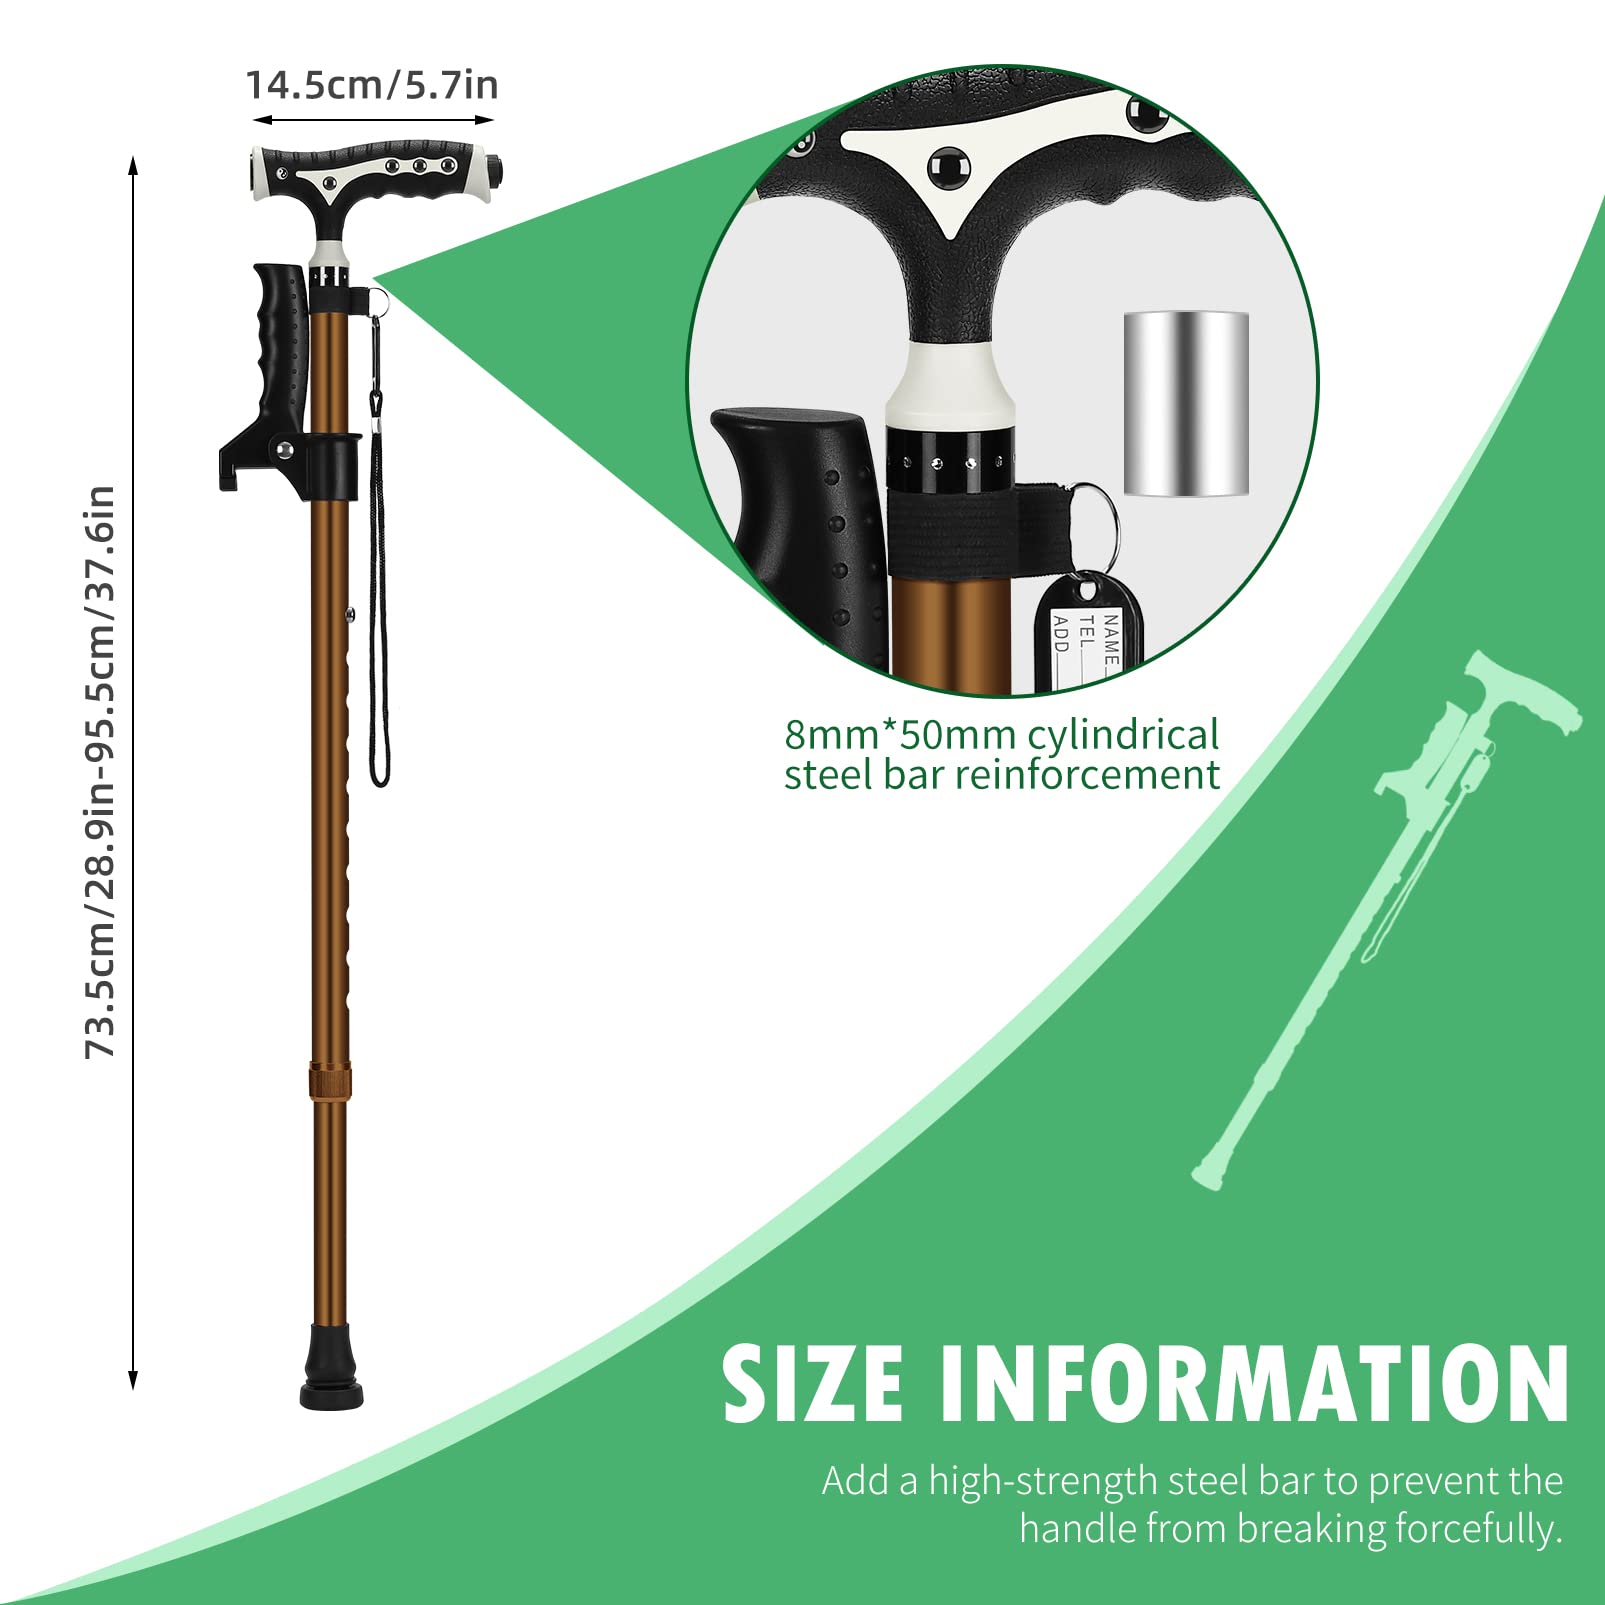 14.5cm/5.7in
73.5cm/28.9in-95.5cm/37.6in
NAME
TEL
ADD
8mm*50mm cylindrical
steel bar reinforcement
SIZE INFORMATION
Add a high-strength steel bar to prevent the
handle from breaking forcefully.